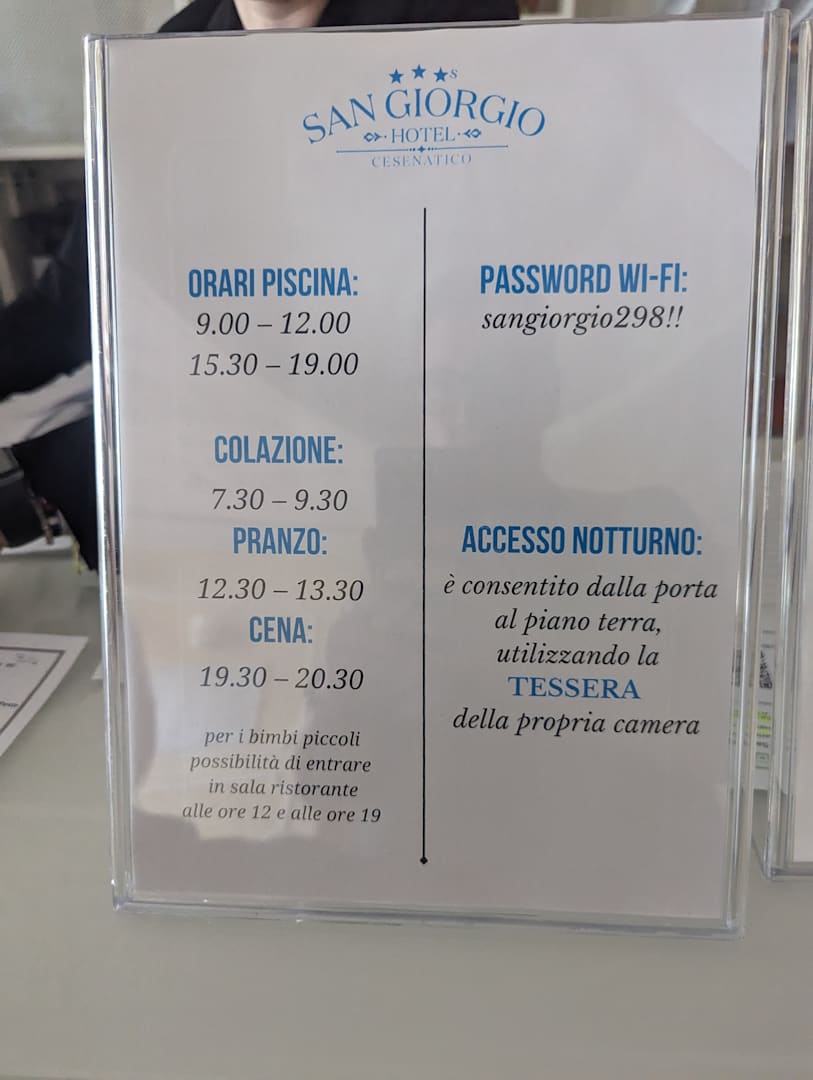 S
SAN GIORGIO
HOTEL
CESENATICO
ORARI PISCINA:
9.00 – 12.00
15.30 – 19.00
COLAZIONE:
7.30 – 9.30
PRANZO:
12.30 – 13.30
CENA:
19.30 – 20.30
per i bimbi piccoli
possibilità di entrare
in sala ristorante
alle ore 12 e alle ore 19
PASSWORD WI-FI:
sangiorgio298!!
ACCESSO NOTTURNO:
è consentito dalla porta
al piano terra,
utilizzando la
TESSERA
della propria camera